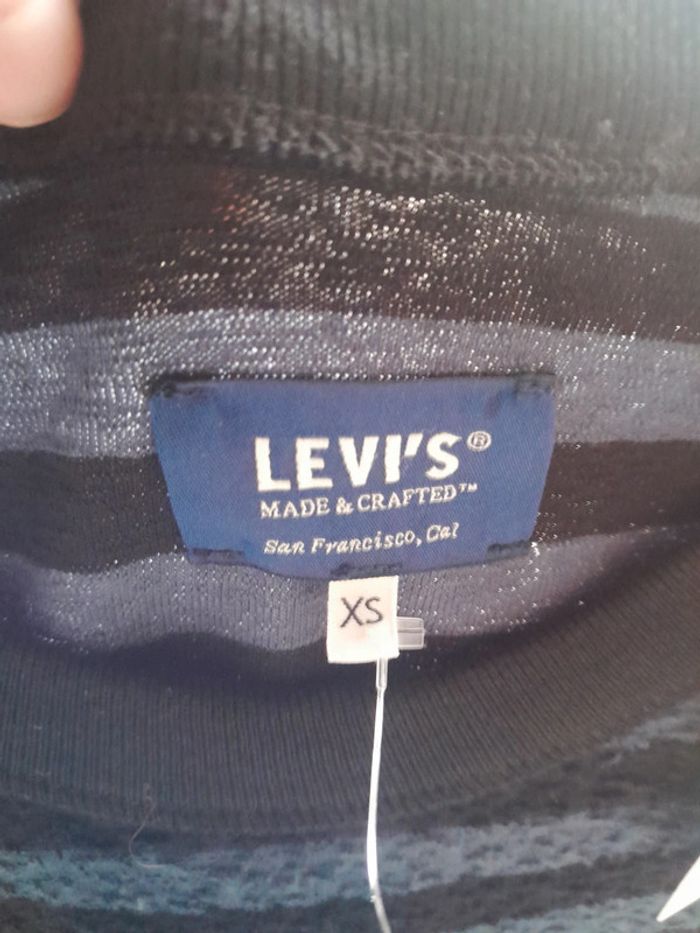 LEVI'S®
MADE & CRAFTED™
San Francisco, Cal
XS